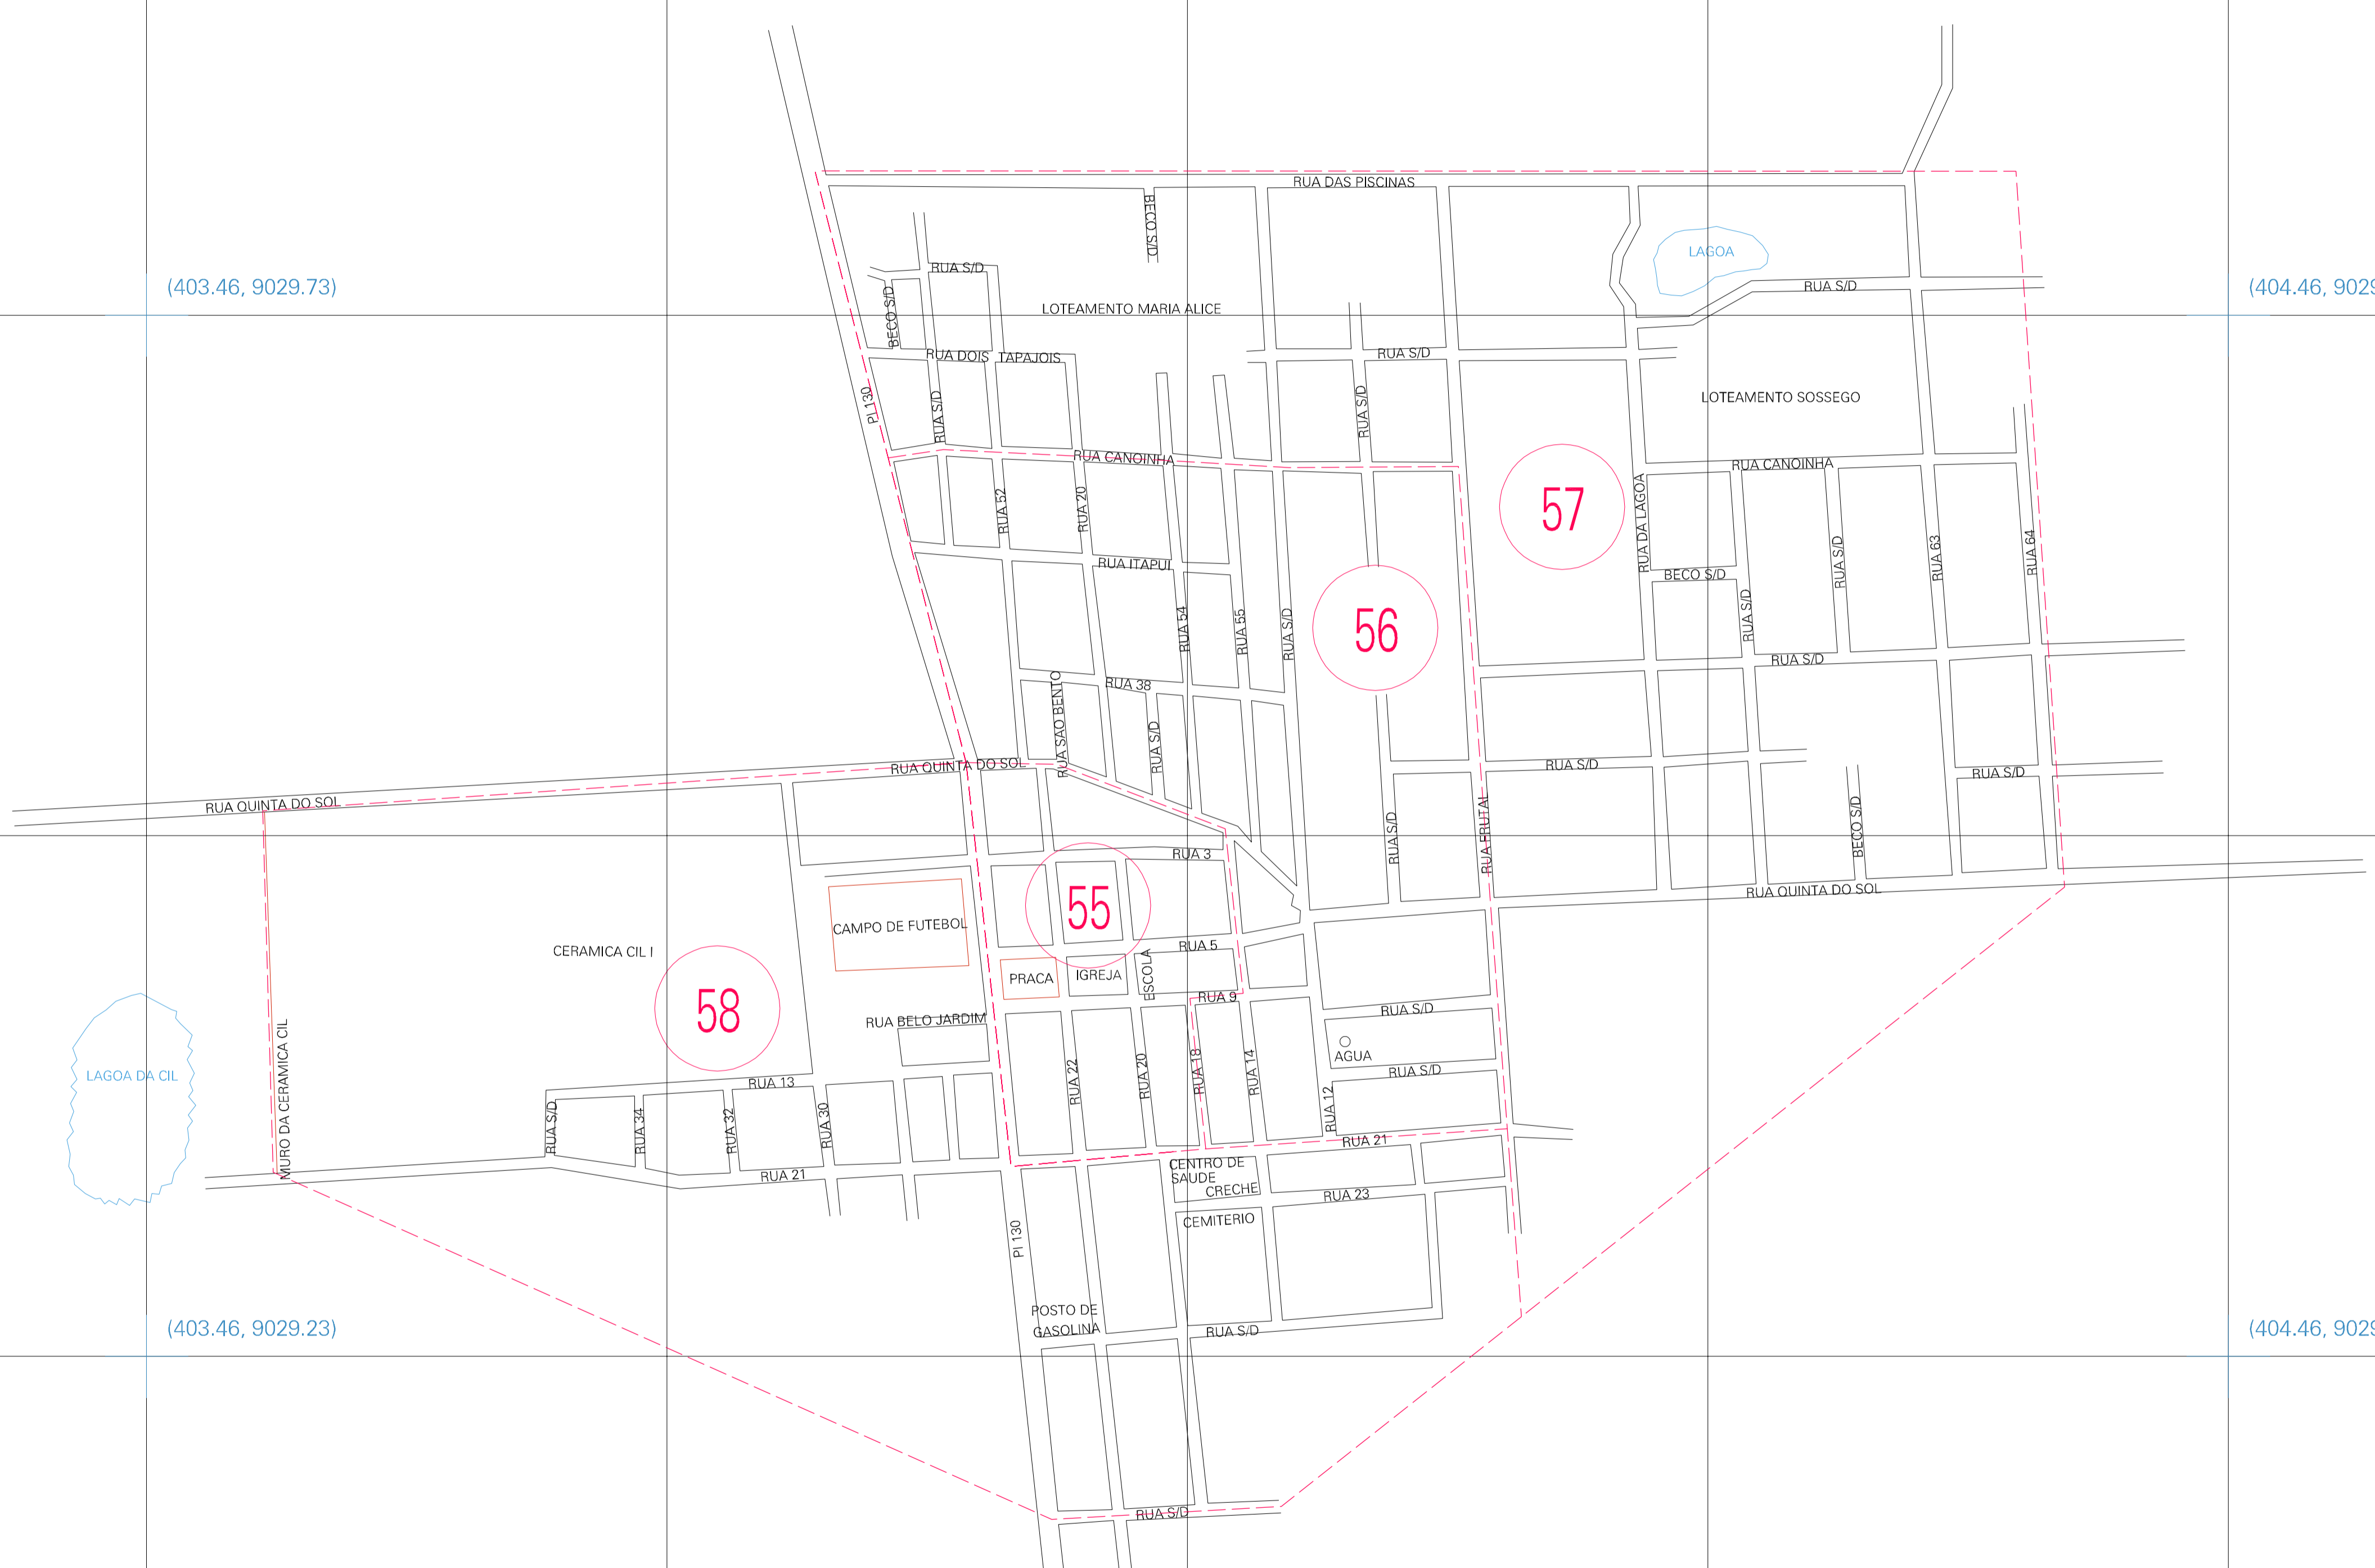 RUA DAS PISCINAS
BECO S/D
LAGOA
RUA S/D
(403.46, 9029.73)
(404.46, 9029
RUA S/D
BECO S/D
LOTEAMENTO MARIA ALICE
RUA DOIS TAPAJOIS
RUA S/D
PI 130
RUA S/D
RUA S/D
LOTEAMENTO SOSSEGO
RUA CANOINHA
RUA CANOINHA
RUA 52
RUA 20
57
RUA DA LAGOA
RUA ITAPUI
BECO S/D
RUA S/D
RUA 63
RUA 64
RUA 54
RUA 55
RUA S/D
56
RUA S/D
RUA S/D
RUA 38
RUA SAO BENTO
RUA S/D
RUA QUINTA DO SOL
RUA S/D
RUA S/D
RUA QUINTA DO SOL
RUA S/D
RUA FRUTAL
BECO S/D
RUA 3
RUA QUINTA DO SOL
55
CAMPO DE FUTEBOL
CERAMICA CIL I
RUA 5
PRACA
IGREJA
ESCOLA
58
RUA 9
RUA BELO JARDIM
RUA S/D
AGUA
LAGOA DA CIL
MURO DA CERAMICA CIL
RUA 13
RUA 22
RUA 20
RUA 18
RUA 14
RUA S/D
RUA 12
RUA S/D
RUA 34
RUA 32
RUA 30
RUA 21
RUA 21
CENTRO DE
SAUDE
CRECHE
RUA 23
CEMITERIO
PI 130
POSTO DE
GASOLINA
RUA S/D
(403.46, 9029.23)
(404.46, 9029
RUA S/D